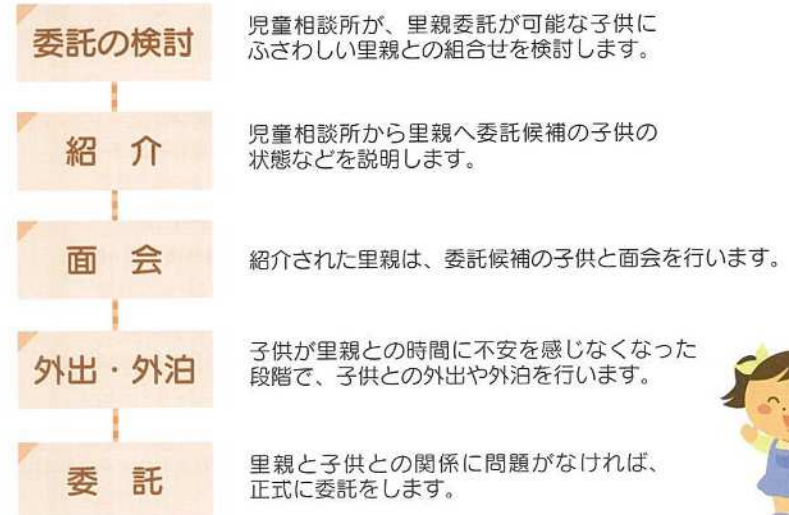 委託の検討
児童相談所が、里親委託が可能な子供に
ふさわしい里親との組合せを検討します。
紹　介
児童相談所から里親へ委託候補の子供の
状態などを説明します。
面　会
紹介された里親は、委託候補の子供と面会を行います。
外出・外泊
子供が里親との時間に不安を感じなくなった
段階で、子供との外出や外泊を行います。
委　託
里親と子供との関係に問題がなければ、
正式に委託をします。